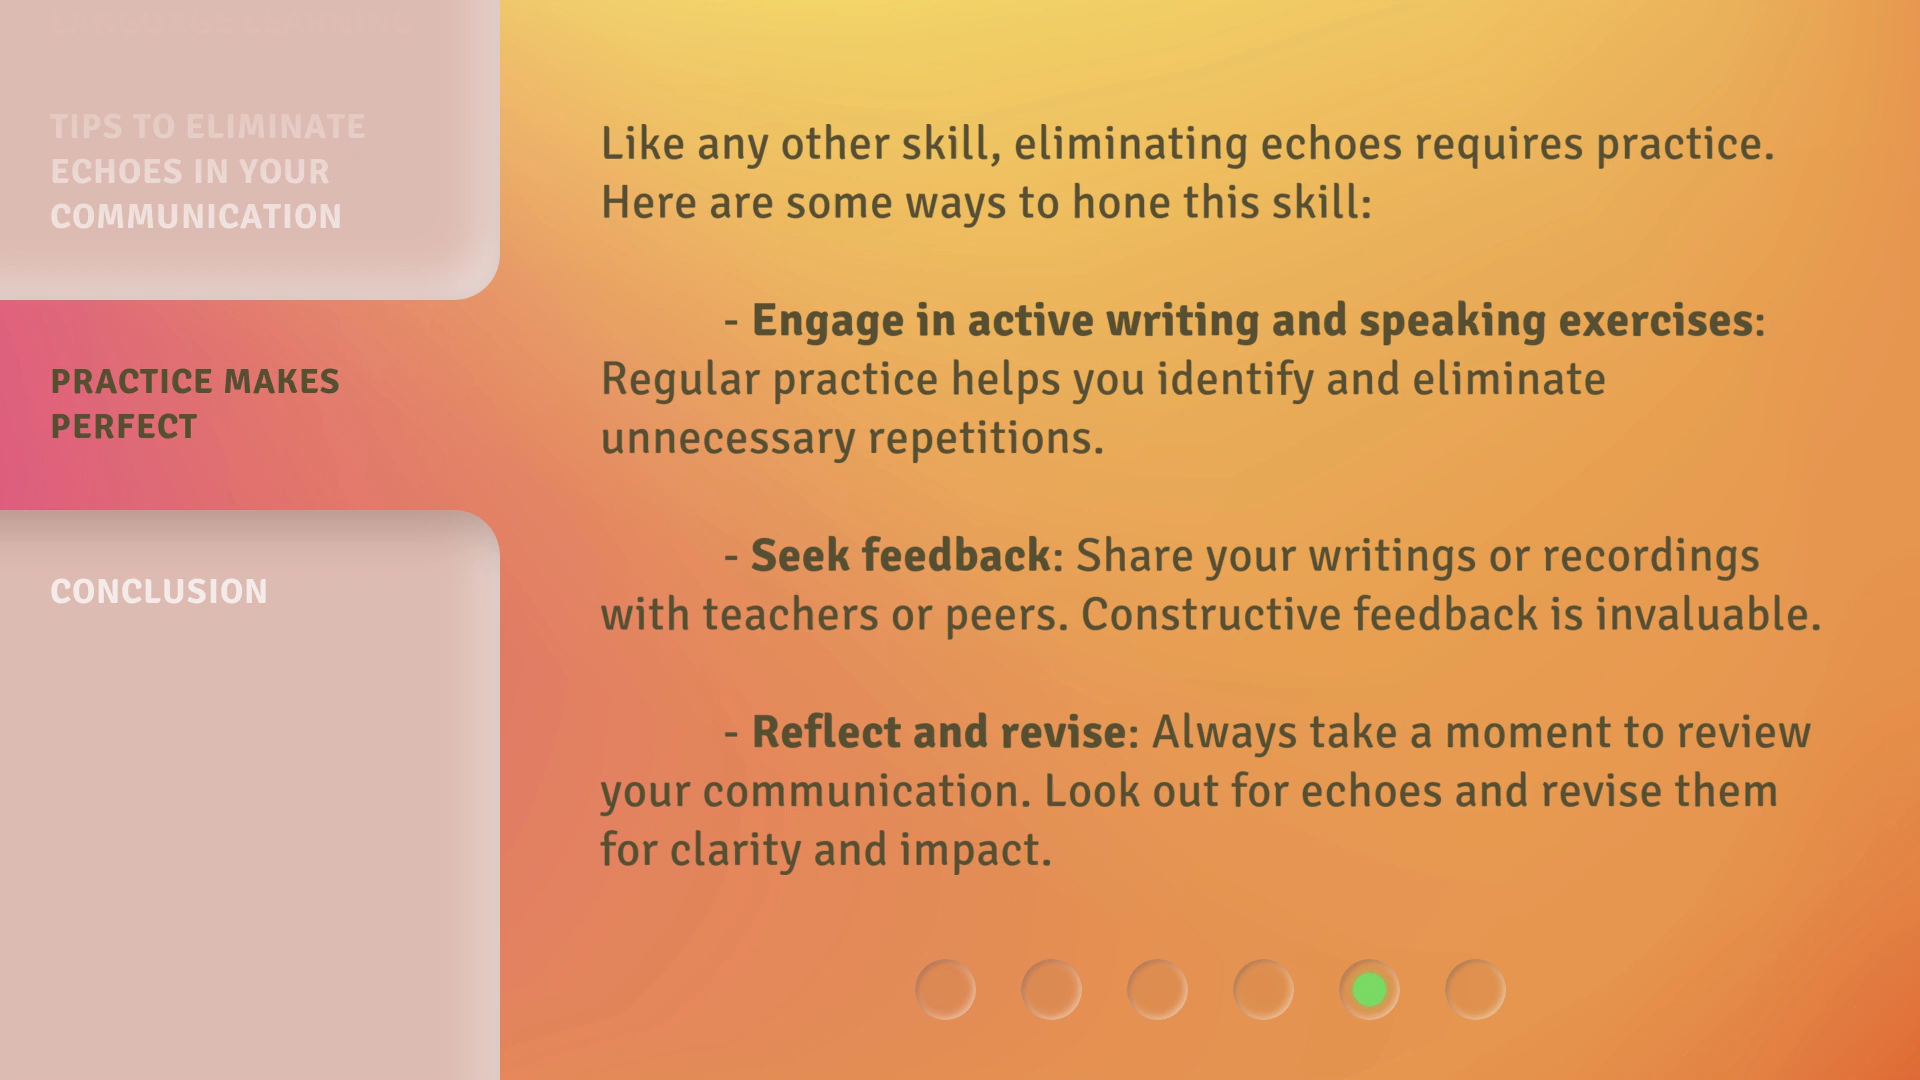 TIPS TO ELIMINATE
ECHOES IN YOUR
COMMUNICATION
PRACTICE MAKES
PERFECT
CONCLUSION
Like any other skill, eliminating echoes requires practice.
Here are some ways to hone this skill:
- Engage in active writing and speaking exercises:
Regular practice helps you identify and eliminate
unnecessary repetitions.
- Seek feedback: Share your writings or recordings
with teachers or peers. Constructive feedback is invaluable.
- Reflect and revise: Always take a moment to review
your communication. Look out for echoes and revise them
for clarity and impact.